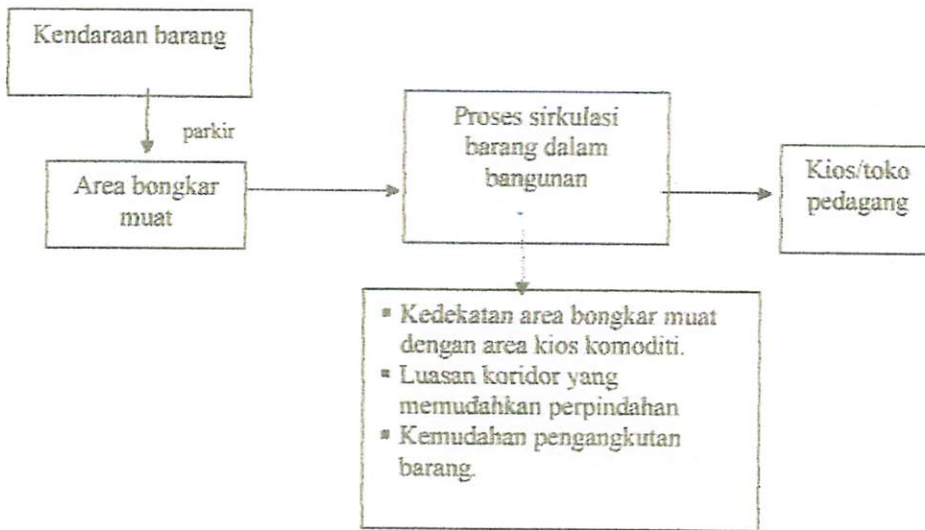 Kendaraan barang
parkir
Area bongkar
muat
Proses sirkulasi
barang dalam
bangunan
Kios/toko
pedagang
▪ Kedekatan area bongkar muat
dengan area kios komoditi.
▪ Luasan koridor yang
memudahkan perpindahan
▪ Kemudahan pengangkutan
barang.